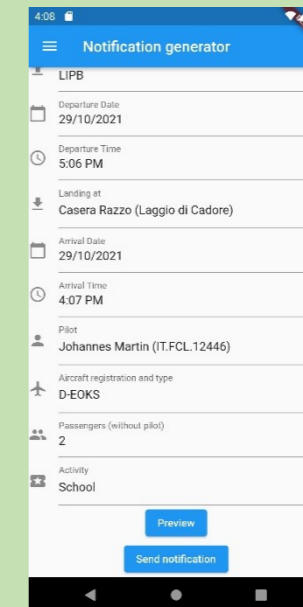 4:08
Notification generator
LIPB
Departure Date
29/10/2021
Departure Time
5:06 PM
Landing at
Casera Razzo (Laggio di Cadore)
Arrival Date
29/10/2021
Arrival Time
4:07 PM
Pilot
Johannes Martin (IT.FCL.12446)
Aircraft registration and type
D-EOKS
Passengers (without pilot)
2
Activity
School
Preview
Send notification